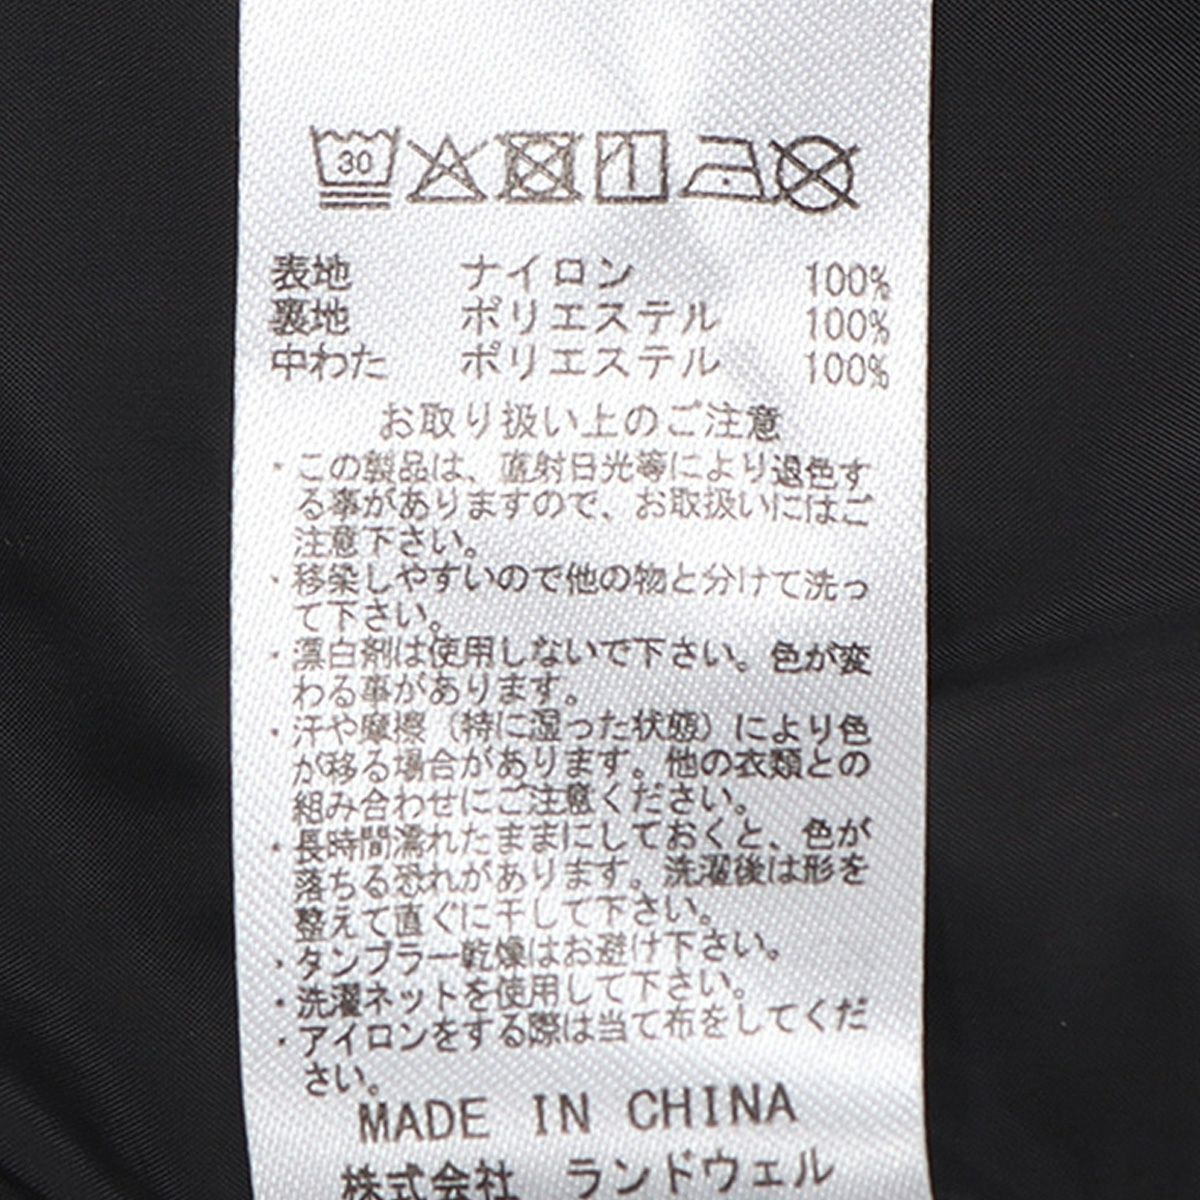 30
表地 ナイロン 100%
裏地 ポリエステル 100%
中わた ポリエステル 100%
お取り扱い上のご注意
・この製品は、直射日光等により退色す
る事がありますので、お取扱いにはご
注意下さい。
・移染しやすいので他の物と分けて洗っ
て下さい。
・漂白剤は使用しないで下さい。色が変
わる事があります。
・汗や摩擦(特に湿った状態)により色
が移る場合があります。他の衣類との
組み合わせにご注意ください。
・長時間濡れたままにしておくと、色が
落ちる恐れがあります。洗濯後は形を
整えて直ぐに干して下さい。
・タンブラー乾燥はお避け下さい。
・洗濯ネットを使用して下さい。
・アイロンをする際は当て布をしてくだ
さい。
MADE IN CHINA
株式会社 ランドウェル